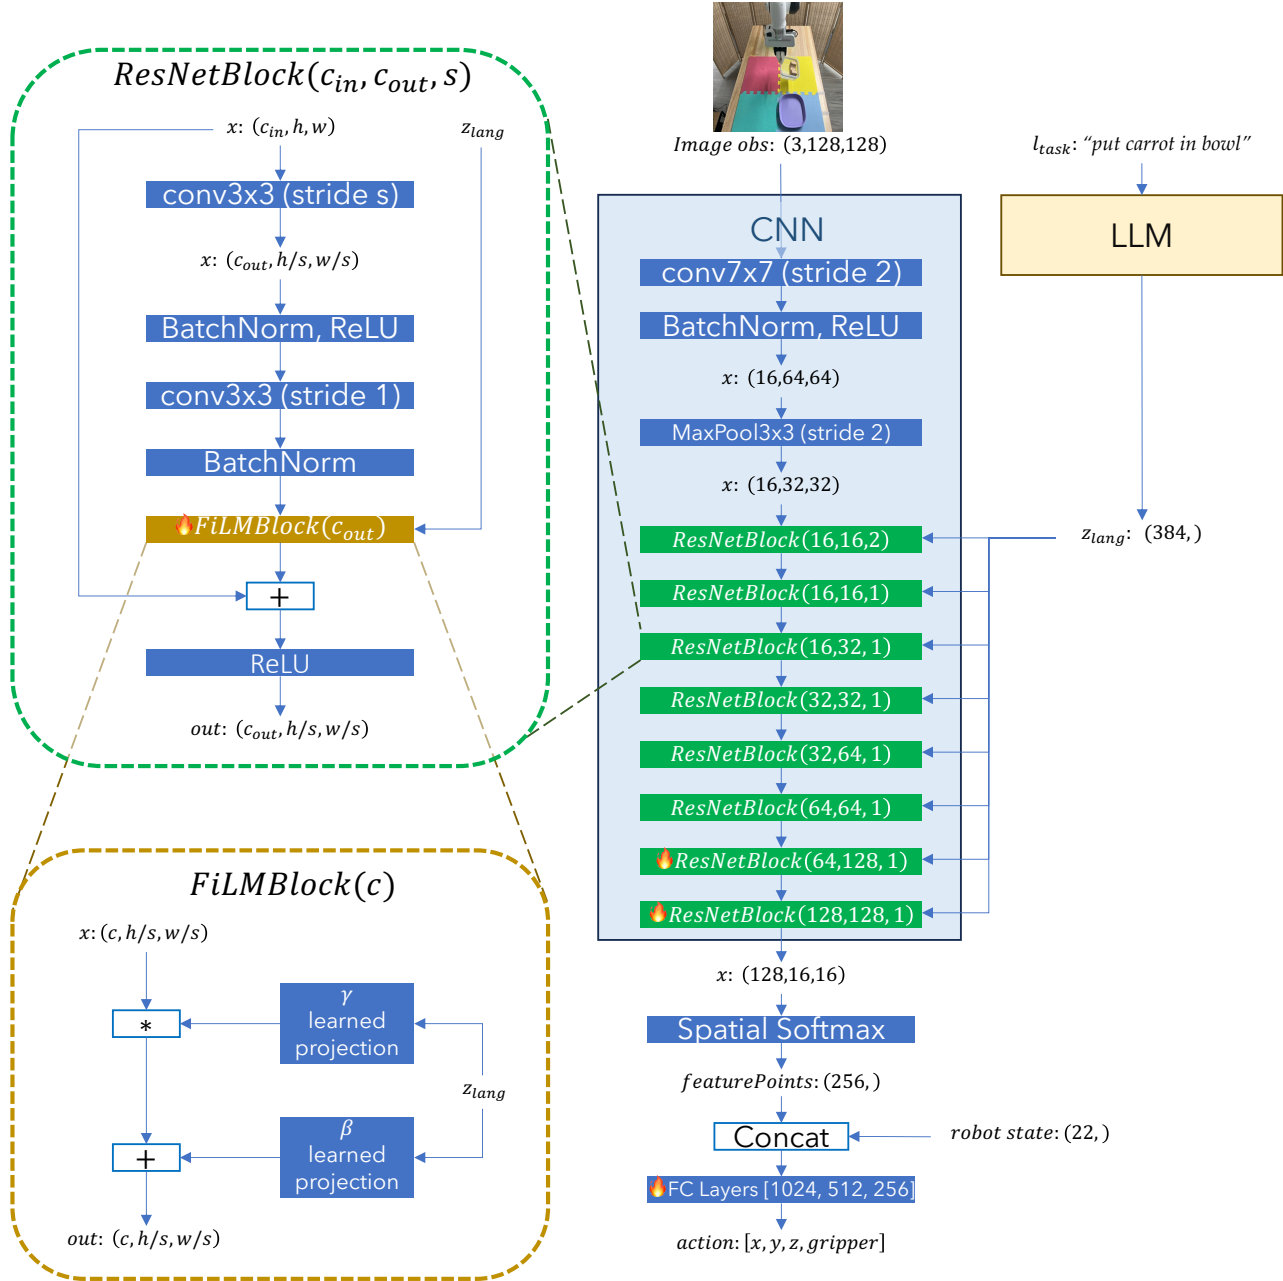 ResNetBlock(c_in, c_out, s)
x: (c_in, h, w)
z_lang
conv3x3 (stride s)
x: (c_out, h/s, w/s)
BatchNorm, ReLU
conv3x3 (stride 1)
BatchNorm
🔥FiLMBlock(c_out)
+
ReLU
out: (c_out, h/s, w/s)
FiLMBlock(c)
x: (c, h/s, w/s)
γ
learned
projection
*
z_lang
β
learned
projection
+
out: (c, h/s, w/s)
Image obs: (3,128,128)
CNN
conv7x7 (stride 2)
BatchNorm, ReLU
x: (16,64,64)
MaxPool3x3 (stride 2)
x: (16,32,32)
ResNetBlock(16,16,2)
ResNetBlock(16,16,1)
ResNetBlock(16,32,1)
ResNetBlock(32,32,1)
ResNetBlock(32,64,1)
ResNetBlock(64,64,1)
🔥ResNetBlock(64,128,1)
🔥ResNetBlock(128,128,1)
x: (128,16,16)
Spatial Softmax
featurePoints: (256, )
Concat
robot state: (22, )
🔥FC Layers [1024, 512, 256]
action: [x, y, z, gripper]
l_task: “put carrot in bowl”
LLM
z_lang: (384, )